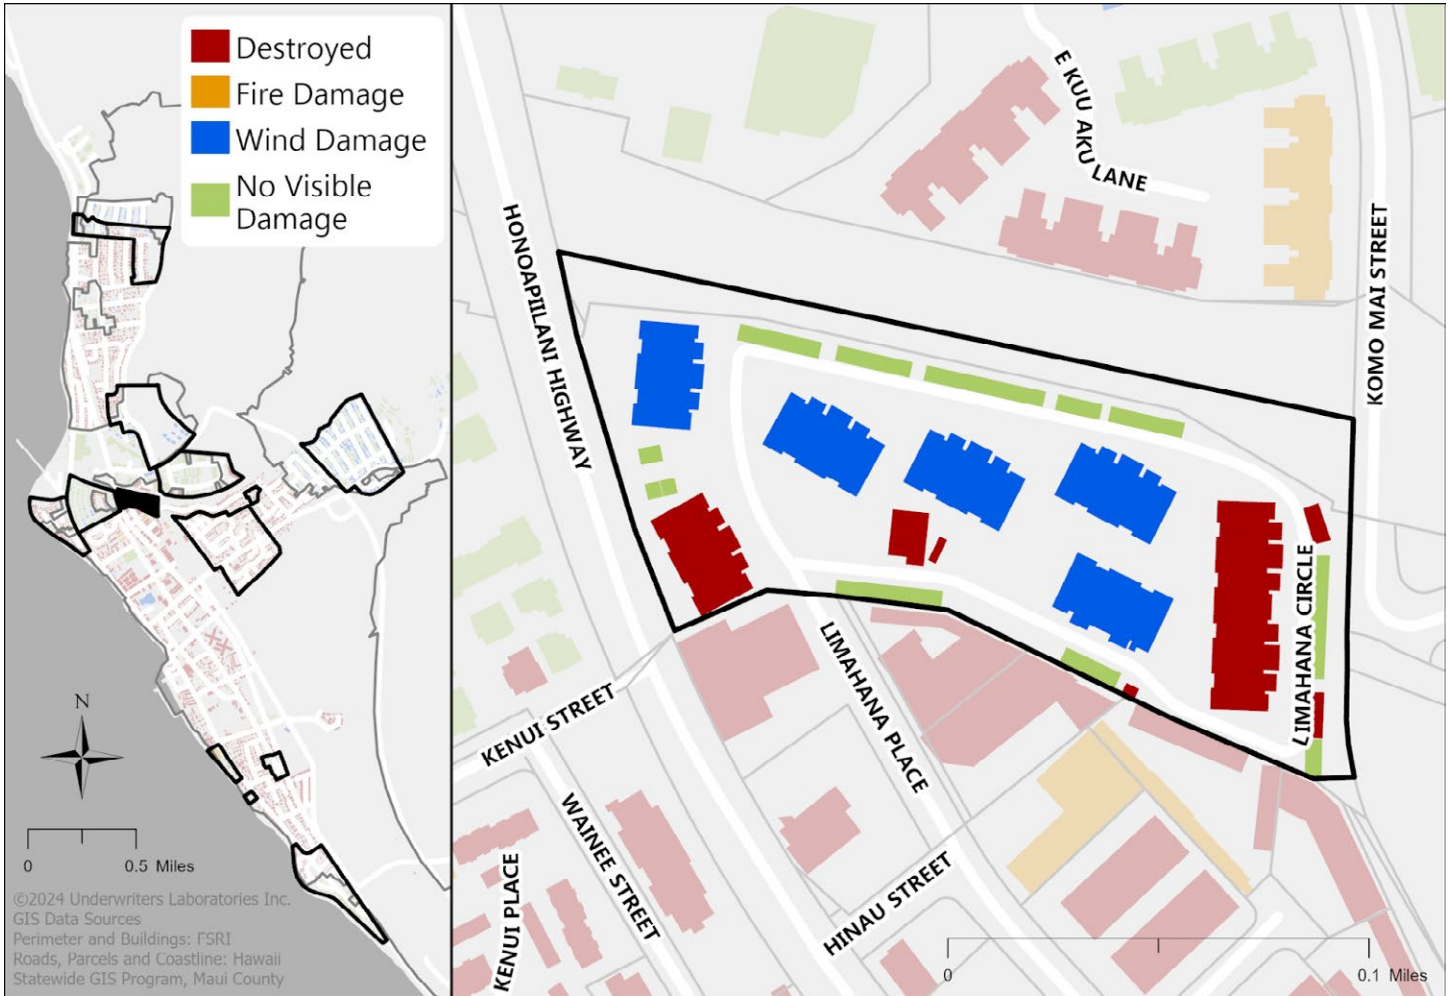 Destroyed
Fire Damage
Wind Damage
No Visible
Damage
N
0
0.5 Miles
©2024 Underwriters Laboratories Inc.
GIS Data Sources
Perimeter and Buildings: FSRI
Roads, Parcels and Coastline: Hawaii
Statewide GIS Program, Maui County
E KUU AKU LANE
HONOAPIILANI HIGHWAY
KOMO MAI STREET
LIMAHANA CIRCLE
LIMAHANA PLACE
KENUI STREET
WAINEE STREET
KENUI PLACE
HINAU STREET
0
0.1 Miles